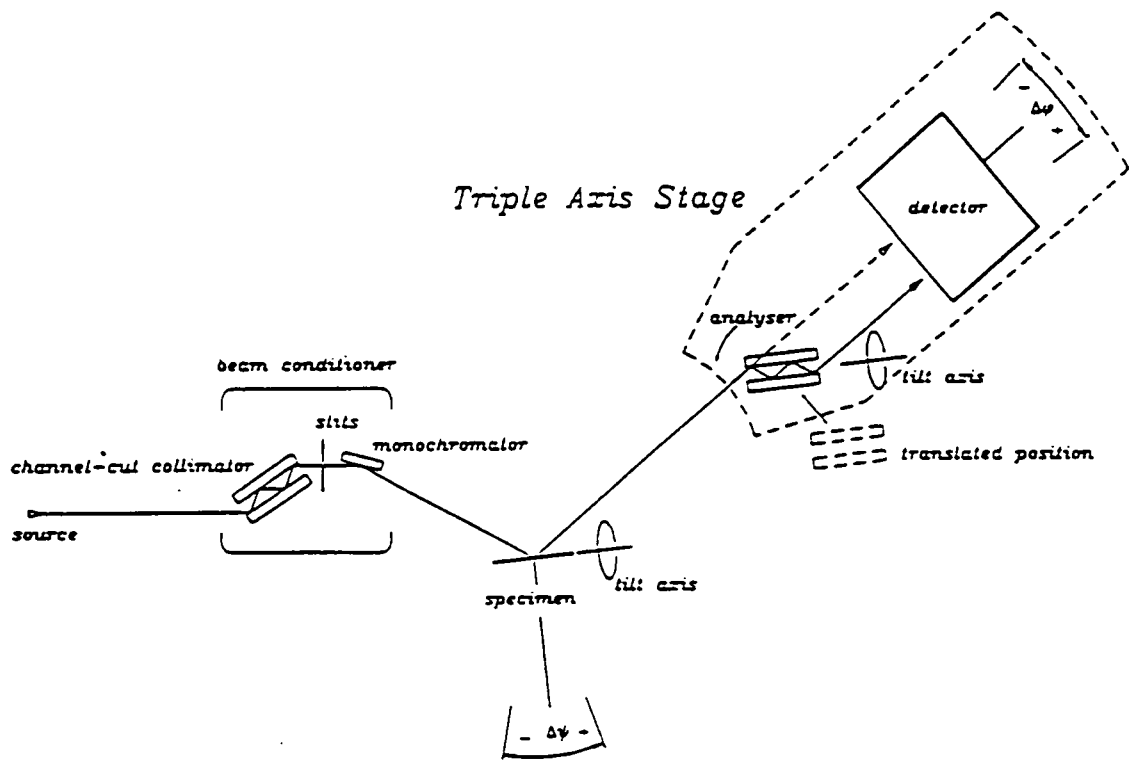 Triple Axis Stage
- Δφ +
detector
analyser
beam conditioner
tilt axis
slits
monochromator
channel-cut collimator
translated position
source
tilt axis
specimen
- Δψ +